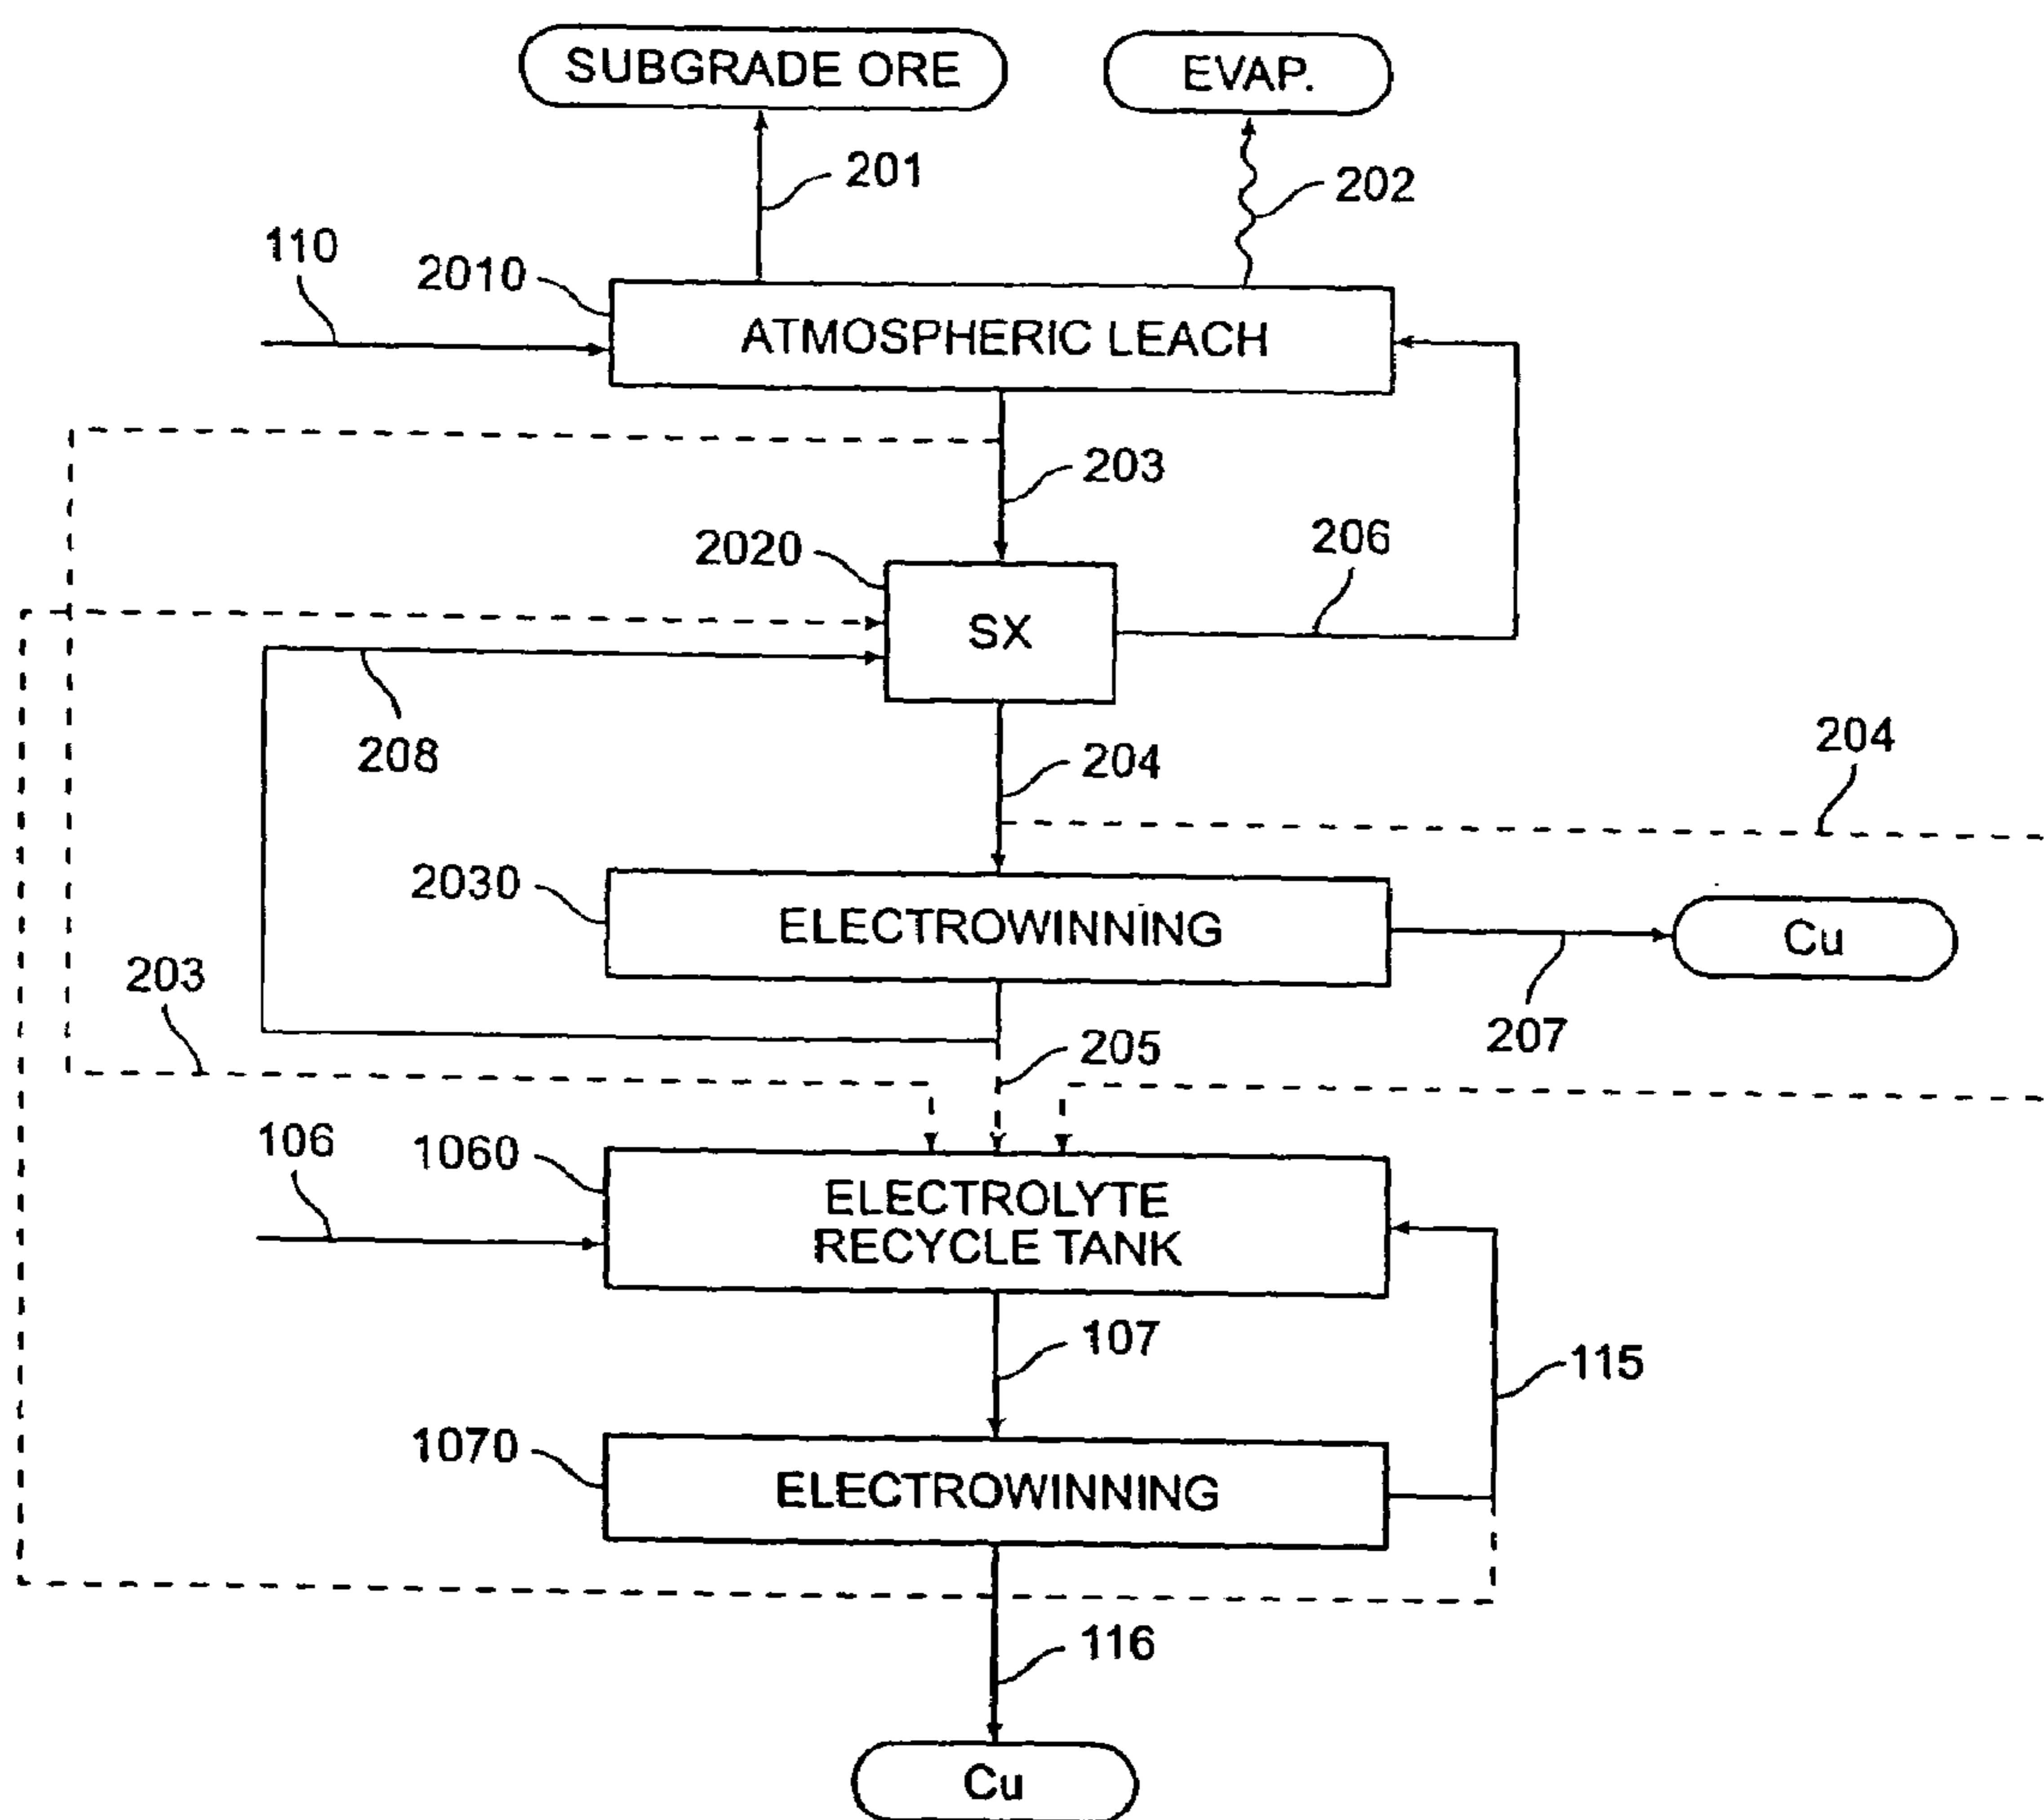 SUBGRADE ORE
EVAP.
201
202
110
2010
ATMOSPHERIC LEACH
203
2020
206
SX
208
204
204
2030
ELECTROWINNING
Cu
203
207
205
106
1060
ELECTROLYTE
RECYCLE TANK
107
115
1070
ELECTROWINNING
116
Cu